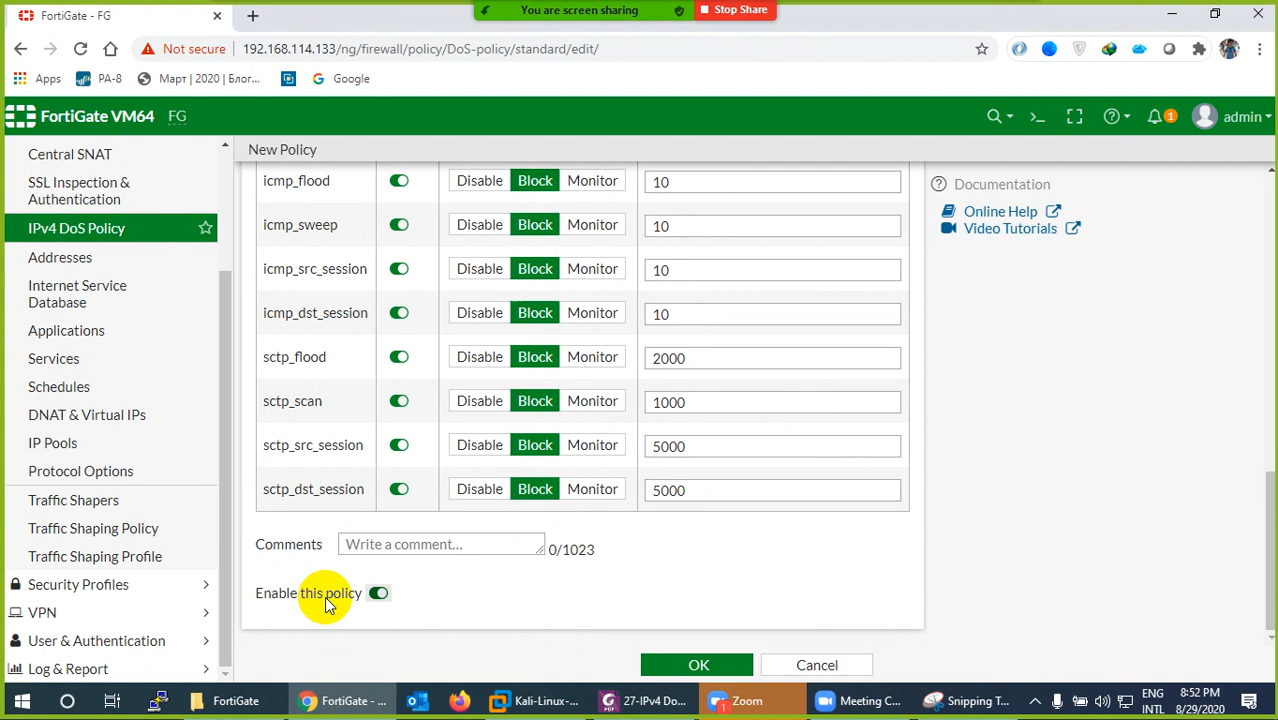 FortiGate - FG
You are screen sharing
Stop Share
Not secure
192.168.114.133/ng/firewall/policy/DoS-policy/standard/edit/
Apps
PA-8
Март | 2020 | Блог...
Google
FortiGate VM64
FG
1
admin
Central SNAT
SSL Inspection &
Authentication
IPv4 DoS Policy
Addresses
Internet Service
Database
Applications
Services
Schedules
DNAT & Virtual IPs
IP Pools
Protocol Options
Traffic Shapers
Traffic Shaping Policy
Traffic Shaping Profile
Security Profiles
VPN
User & Authentication
Log & Report
New Policy
icmp_flood Disable Block Monitor 10
icmp_sweep Disable Block Monitor 10
icmp_src_session Disable Block Monitor 10
icmp_dst_session Disable Block Monitor 10
sctp_flood Disable Block Monitor 2000
sctp_scan Disable Block Monitor 1000
sctp_src_session Disable Block Monitor 5000
sctp_dst_session Disable Block Monitor 5000
Comments Write a comment... 0/1023
Enable this policy
OK
Cancel
Documentation
Online Help
Video Tutorials
FortiGate
FortiGate - ...
Kali-Linux-...
27-IPv4 Do...
1
Zoom
Meeting C...
Snipping T...
ENG
INTL
8:52 PM
8/29/2020